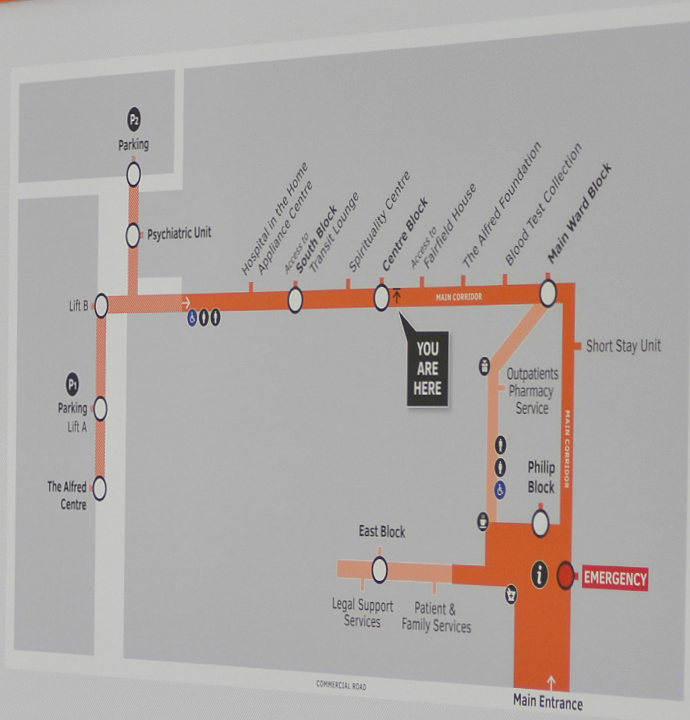 P2
Parking
Psychiatric Unit
Hospital in the Home
Appliance Centre
Access to
South Block
Transit Lounge
Spirituality Centre
Centre Block
Access to
Fairfield House
The Alfred Foundation
Blood Test Collection
Main Ward Block
Lift B
MAIN CORRIDOR
YOU
ARE
HERE
Short Stay Unit
Outpatients
Pharmacy
Service
P1
Parking
Lift A
MAIN CORRIDOR
The Alfred
Centre
Philip
Block
East Block
i
EMERGENCY
Legal Support
Services
Patient &
Family Services
COMMERCIAL ROAD
Main Entrance